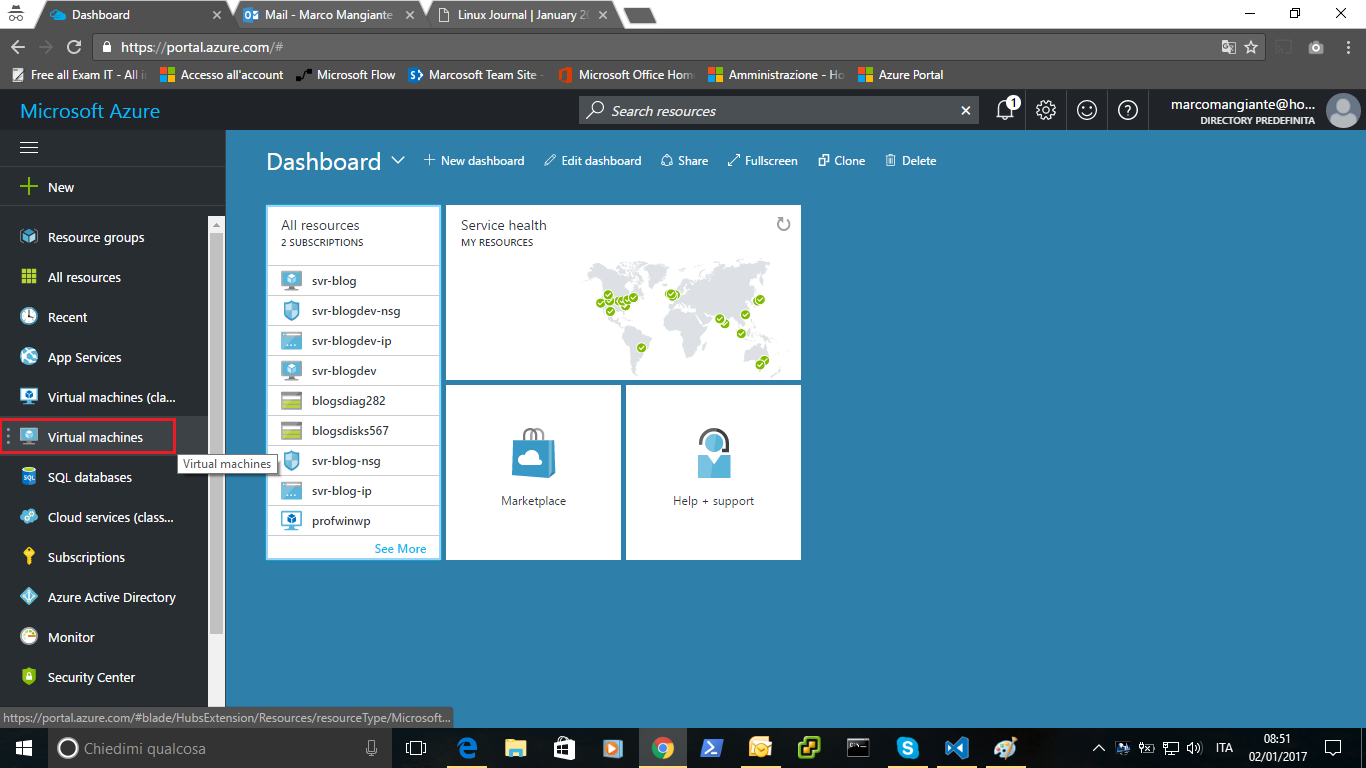 Dashboard
Mail - Marco Mangiante
Linux Journal | January 20
https://portal.azure.com/#
Free all Exam IT - All i
Accesso all'account
Microsoft Flow
Marcosoft Team Site -
Microsoft Office Hom
Amministrazione - Ho
Azure Portal
Microsoft Azure
Search resources
1
marcomangiante@ho...
DIRECTORY PREDEFINITA
New
Resource groups
All resources
Recent
App Services
Virtual machines (cla...
Virtual machines
Virtual machines
SQL databases
Cloud services (class...
Subscriptions
Azure Active Directory
Monitor
Security Center
Dashboard
New dashboard
Edit dashboard
Share
Fullscreen
Clone
Delete
All resources
2 SUBSCRIPTIONS
svr-blog
svr-blogdev-nsg
svr-blogdev-ip
svr-blogdev
blogsdiag282
blogsdisks567
svr-blog-nsg
svr-blog-ip
profwinwp
See More
Service health
MY RESOURCES
Marketplace
Help + support
https://portal.azure.com/#blade/HubsExtension/Resources/resourceType/Microsoft...
Chiedimi qualcosa
ITA
08:51
02/01/2017